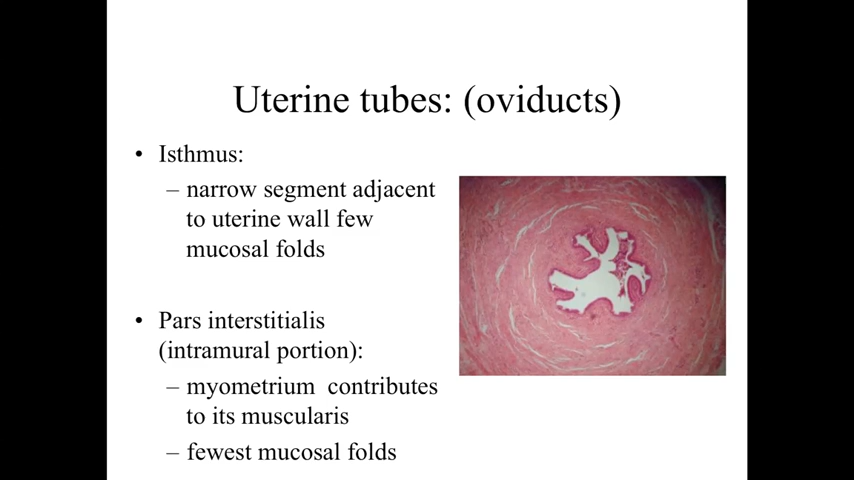 Uterine tubes: (oviducts)
• Isthmus:
– narrow segment adjacent
to uterine wall few
mucosal folds
• Pars interstitialis
(intramural portion):
– myometrium  contributes
to its muscularis
– fewest mucosal folds